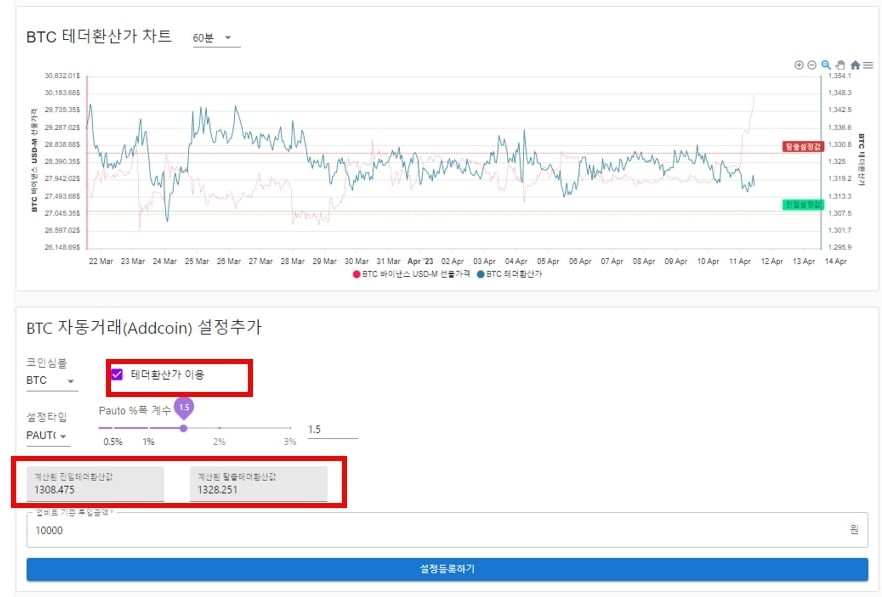 BTC 테더환산가 차트 60분
30,632.01$
30,183.68$
29,735.35$
29,287.02$
28,838.68$
28,390.35$
27,942.02$
27,493.68$
27,045.35$
26,597.02$
26,148.69$
BTC 바이낸스 USD-M 선물가격
1,354.1
1,348.3
1,342.5
1,336.6
1,330.8
1,325
1,319.2
1,313.3
1,307.5
1,301.7
1,295.9
BTC 테더환산가
탈출설정값
진입설정값
22 Mar 23 Mar 24 Mar 25 Mar 26 Mar 27 Mar 28 Mar 29 Mar 30 Mar 31 Mar Apr '23 02 Apr 03 Apr 04 Apr 05 Apr 06 Apr 07 Apr 08 Apr 09 Apr 10 Apr 11 Apr 12 Apr 13 Apr 14 Apr
BTC 바이낸스 USD-M 선물가격 BTC 테더환산가
BTC 자동거래(Addcoin) 설정추가
코인심볼
BTC
테더환산가 이용
설정타입
PAUT(
Pauto %폭 계수
1.5
1.5
0.5% 1% 2% 3%
계산된 진입테더환산값 계산된 탈출테더환산값
1308.475 1328.251
업비트 기준 투입금액 *
10000 원
설정등록하기